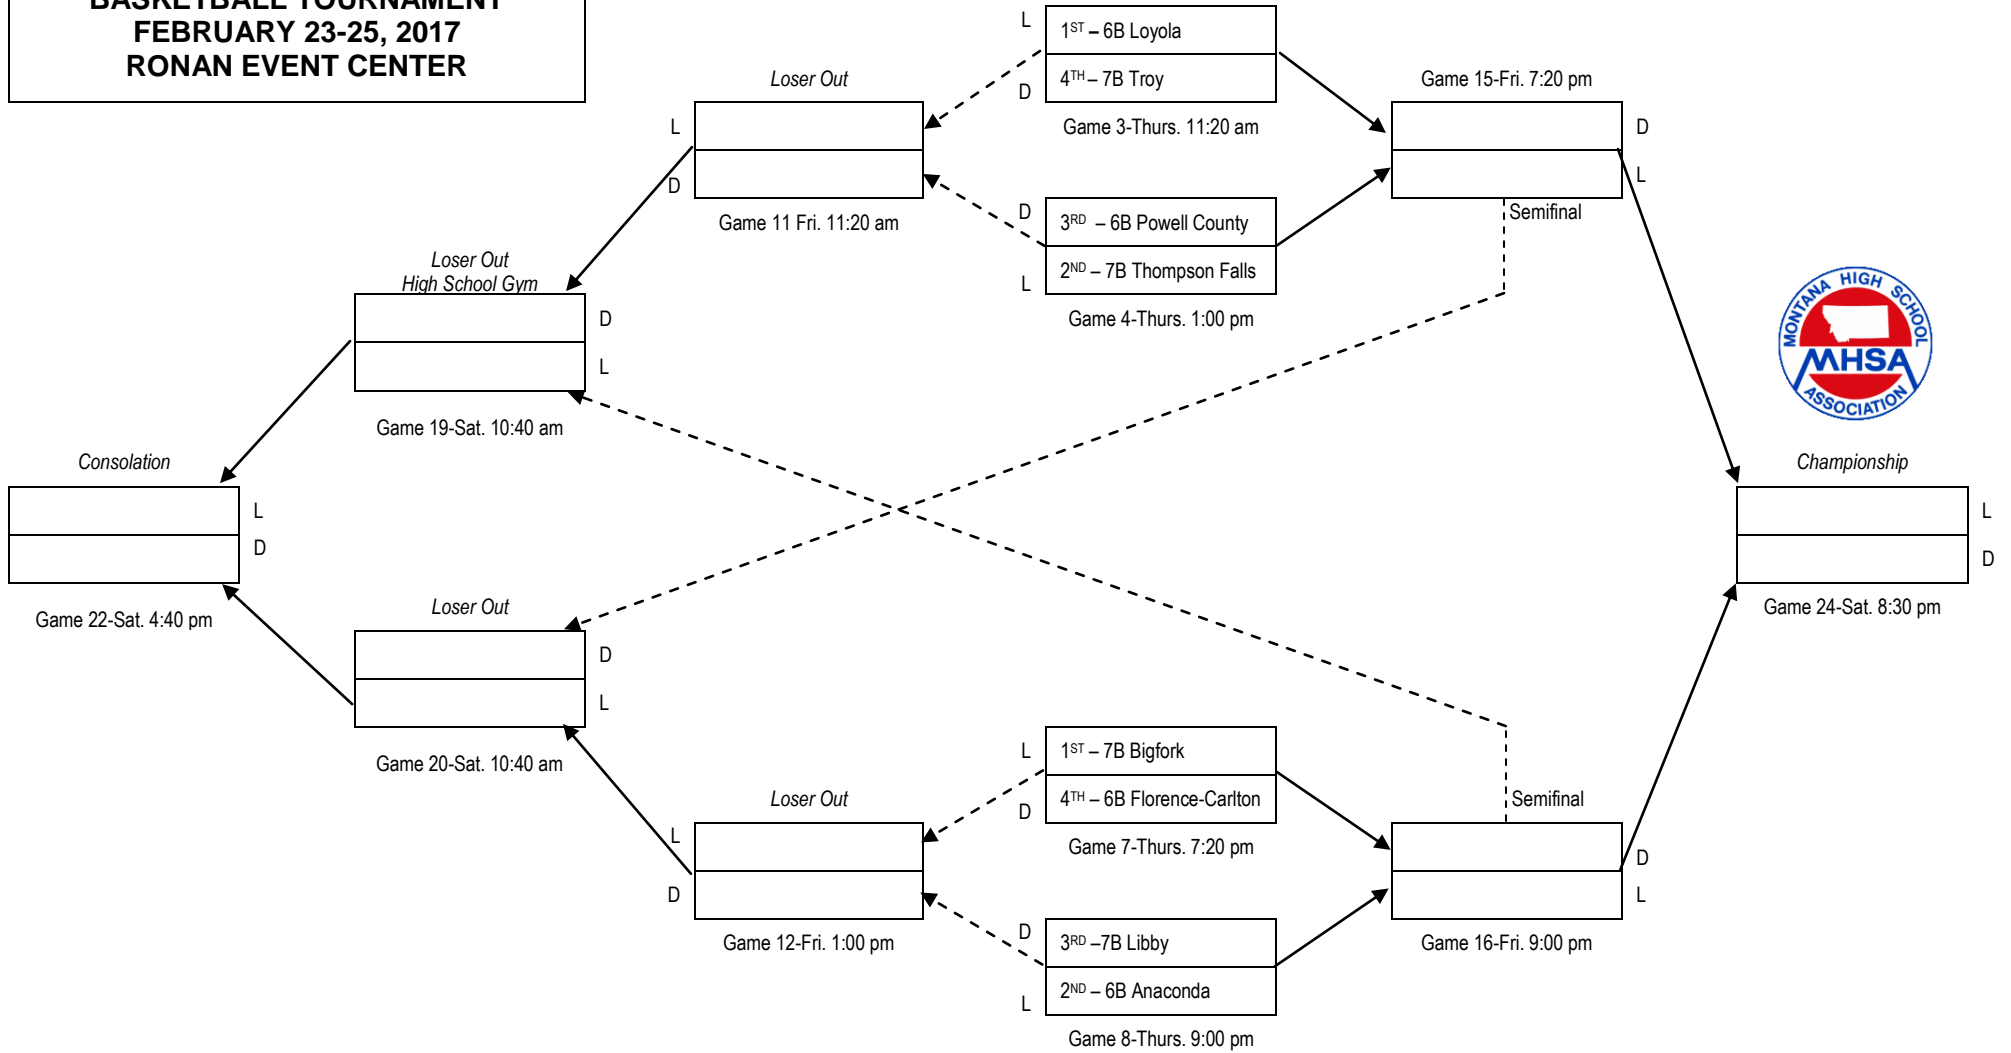 BASKETBALL TOURNAMENT
FEBRUARY 23-25, 2017
RONAN EVENT CENTER
L
1ST – 6B Loyola
D
4TH – 7B Troy
Game 3-Thurs. 11:20 am
Loser Out
L
D
Game 11 Fri. 11:20 am
Game 15-Fri. 7:20 pm
D
L
Semifinal
D
3RD – 6B Powell County
2ND – 7B Thompson Falls
L
Game 4-Thurs. 1:00 pm
Loser Out
High School Gym
D
L
Game 19-Sat. 10:40 am
MONTANA HIGH SCHOOL
MHSA
ASSOCIATION
Consolation
L
D
Game 22-Sat. 4:40 pm
Championship
L
D
Game 24-Sat. 8:30 pm
Loser Out
D
L
Game 20-Sat. 10:40 am
L
1ST – 7B Bigfork
D
4TH – 6B Florence-Carlton
Game 7-Thurs. 7:20 pm
Loser Out
L
D
Game 12-Fri. 1:00 pm
Semifinal
D
L
Game 16-Fri. 9:00 pm
D
3RD –7B Libby
2ND – 6B Anaconda
L
Game 8-Thurs. 9:00 pm